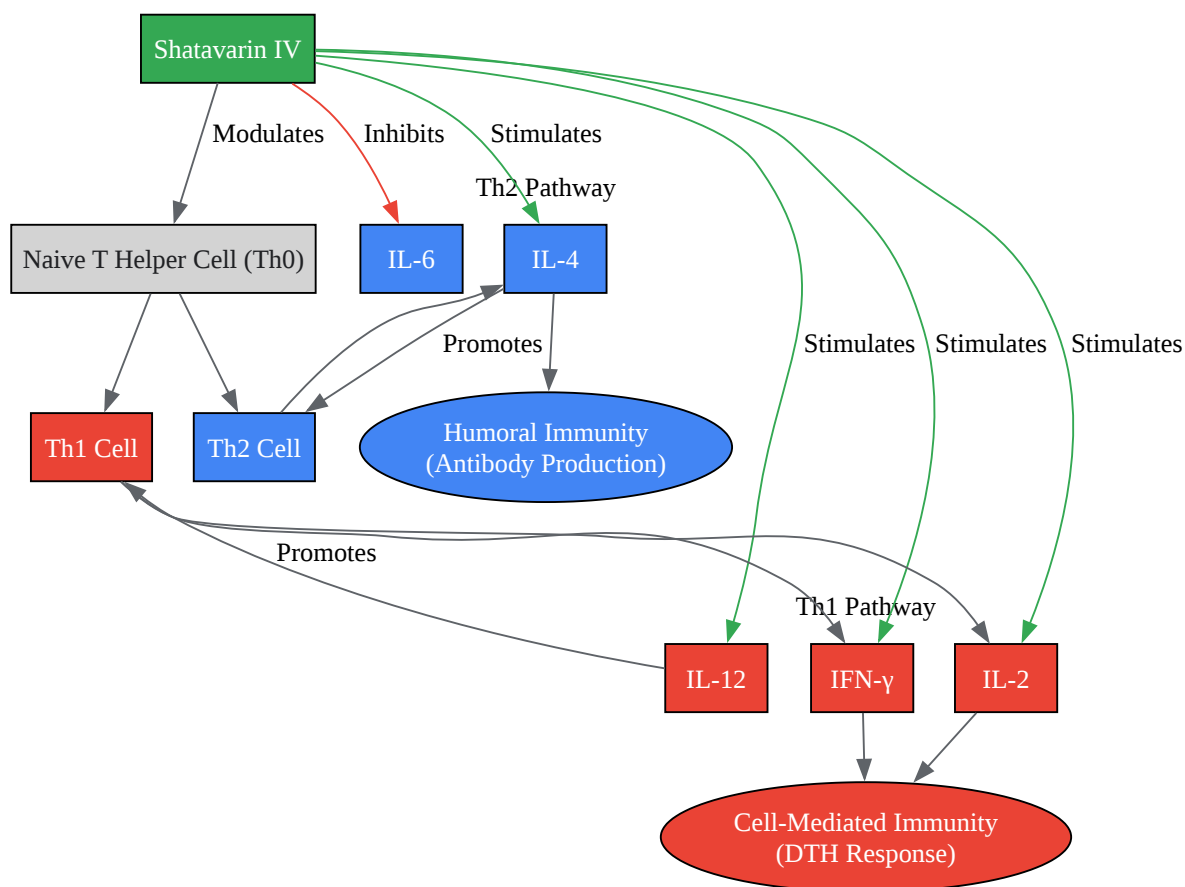 Shatavarin IV
Modulates
Inhibits
Stimulates
Th2 Pathway
Naive T Helper Cell (Th0)
IL-6
IL-4
Promotes
Stimulates
Stimulates
Stimulates
Th1 Cell
Th2 Cell
Humoral Immunity
(Antibody Production)
Promotes
Th1 Pathway
IL-12
IFN-γ
IL-2
Cell-Mediated Immunity
(DTH Response)